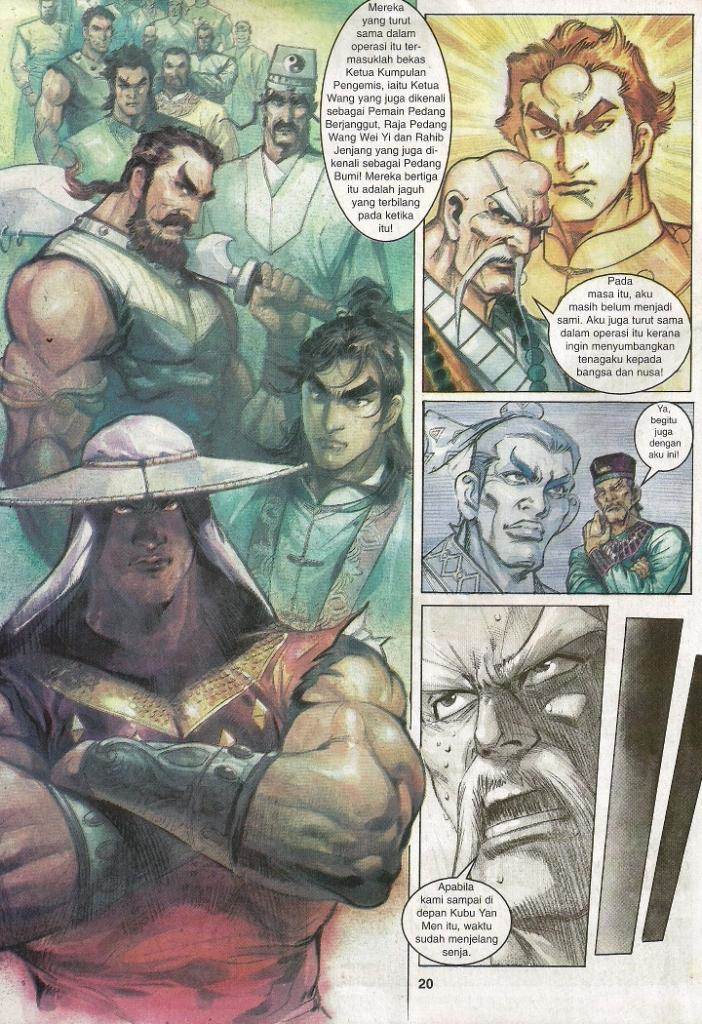 Mereka
yang turut
sama dalam
operasi itu ter-
masuklah bekas
Ketua Kumpulan
Pengemis, iaitu Ketua
Wang yang juga dikenali
sebagai Pemain Pedang
Berjanggut, Raja Pedang
Wang Wei Yi dan Rahib
Jenjang yang juga di-
kenali sebagai Pedang
Bumi! Mereka bertiga
itu adalah jaguh
yang terbilang
pada ketika
itu!
Pada
masa itu, aku
masih belum menjadi
sami. Aku juga turut sama
dalam operasi itu kerana
ingin menyumbangkan
tenagaku kepada
bangsa dan nusa!
Ya,
begitu
juga
dengan
aku ini!
Apabila
kami sampai di
depan Kubu Yan
Men itu, waktu
sudah menjelang
senja.
20